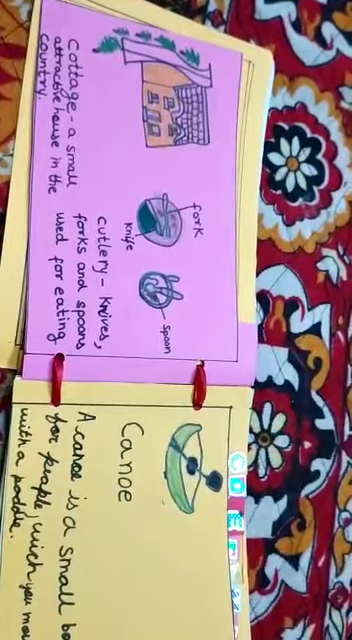 fork
knife
spoon
Cottage - a small
attractive house in the
country.
cutlery - knives,
forks and spoons
used for eating
C D E F
Canoe
A canoe is a small
for people, which you
with a paddle.